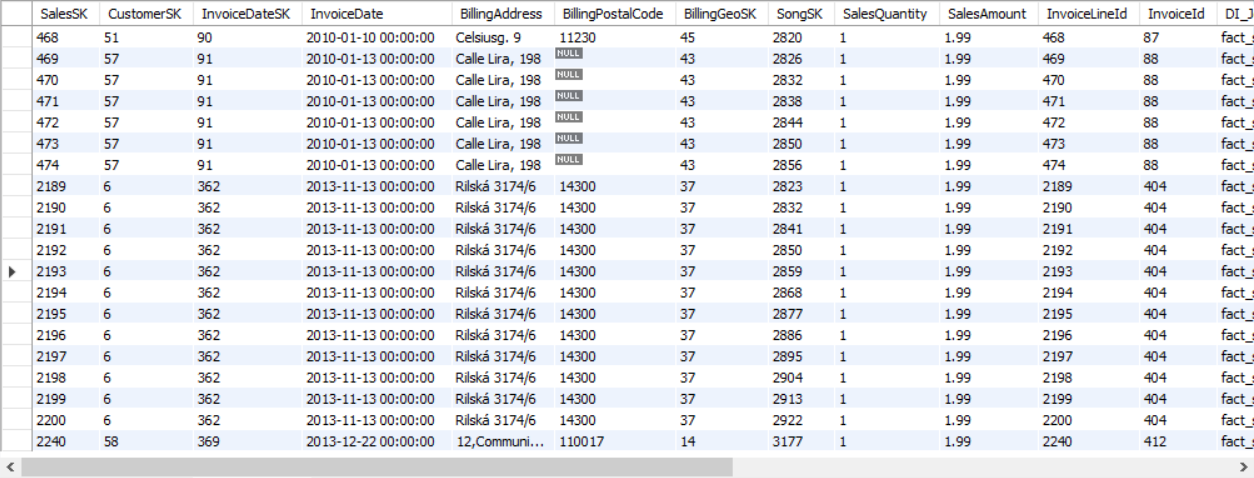 SalesSK CustomerSK InvoiceDateSK InvoiceDate BillingAddress BillingPostalCode BillingGeoSK SongSK SalesQuantity SalesAmount InvoiceLineId InvoiceId DI_J
468 51 90 2010-01-10 00:00:00 Celsiusg. 9 11230 45 2820 1 1.99 468 87 fact_s
469 57 91 2010-01-13 00:00:00 Calle Lira, 198 NULL 43 2826 1 1.99 469 88 fact_s
470 57 91 2010-01-13 00:00:00 Calle Lira, 198 NULL 43 2832 1 1.99 470 88 fact_s
471 57 91 2010-01-13 00:00:00 Calle Lira, 198 NULL 43 2838 1 1.99 471 88 fact_s
472 57 91 2010-01-13 00:00:00 Calle Lira, 198 NULL 43 2844 1 1.99 472 88 fact_s
473 57 91 2010-01-13 00:00:00 Calle Lira, 198 NULL 43 2850 1 1.99 473 88 fact_s
474 57 91 2010-01-13 00:00:00 Calle Lira, 198 NULL 43 2856 1 1.99 474 88 fact_s
2189 6 362 2013-11-13 00:00:00 Rilská 3174/6 14300 37 2823 1 1.99 2189 404 fact_s
2190 6 362 2013-11-13 00:00:00 Rilská 3174/6 14300 37 2832 1 1.99 2190 404 fact_s
2191 6 362 2013-11-13 00:00:00 Rilská 3174/6 14300 37 2841 1 1.99 2191 404 fact_s
2192 6 362 2013-11-13 00:00:00 Rilská 3174/6 14300 37 2850 1 1.99 2192 404 fact_s
2193 6 362 2013-11-13 00:00:00 Rilská 3174/6 14300 37 2859 1 1.99 2193 404 fact_s
2194 6 362 2013-11-13 00:00:00 Rilská 3174/6 14300 37 2868 1 1.99 2194 404 fact_s
2195 6 362 2013-11-13 00:00:00 Rilská 3174/6 14300 37 2877 1 1.99 2195 404 fact_s
2196 6 362 2013-11-13 00:00:00 Rilská 3174/6 14300 37 2886 1 1.99 2196 404 fact_s
2197 6 362 2013-11-13 00:00:00 Rilská 3174/6 14300 37 2895 1 1.99 2197 404 fact_s
2198 6 362 2013-11-13 00:00:00 Rilská 3174/6 14300 37 2904 1 1.99 2198 404 fact_s
2199 6 362 2013-11-13 00:00:00 Rilská 3174/6 14300 37 2913 1 1.99 2199 404 fact_s
2200 6 362 2013-11-13 00:00:00 Rilská 3174/6 14300 37 2922 1 1.99 2200 404 fact_s
2240 58 369 2013-12-22 00:00:00 12,Communi... 110017 14 3177 1 1.99 2240 412 fact_s